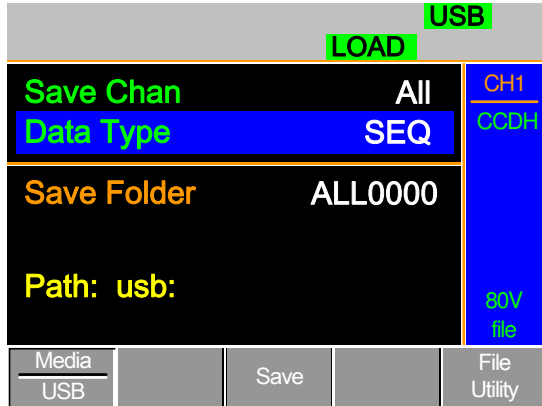 USB
LOAD
Save Chan All
Data Type SEQ
Save Folder ALL0000
Path: usb:
CH1
CCDH
80V
file
Media
USB
Save
File
Utility